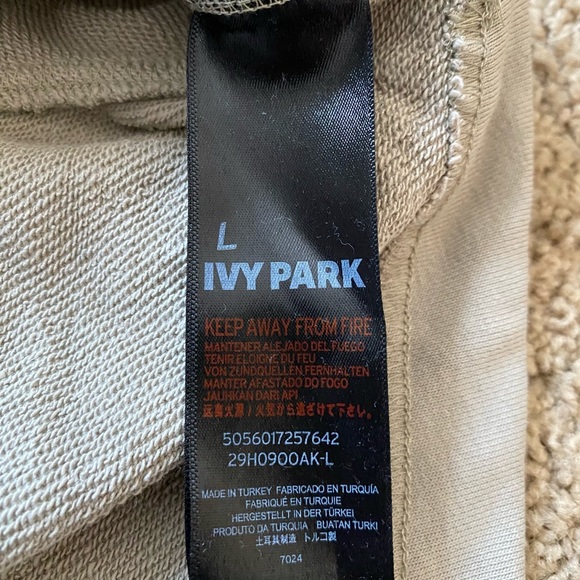 L
IVY PARK
KEEP AWAY FROM FIRE
MANTENER ALEJADO DEL FUEGO
TENIR ELOIGNE DU FEU
VON ZUNDQUELLEN FERNHALTEN
MANTER AFASTADO DO FOGO
JAUHKAN DARI API
远离火源 / 火気から遠ざけて下さい。
5056017257642
29H0900AK-L
MADE IN TURKEY FABRICADO EN TURQUÍA
FABRIQUÉ EN TURQUIE
HERGESTELLT IN DER TÜRKEI
PRODUTO DA TURQUIA BUATAN TURKI
土耳其制造 トルコ製
7024